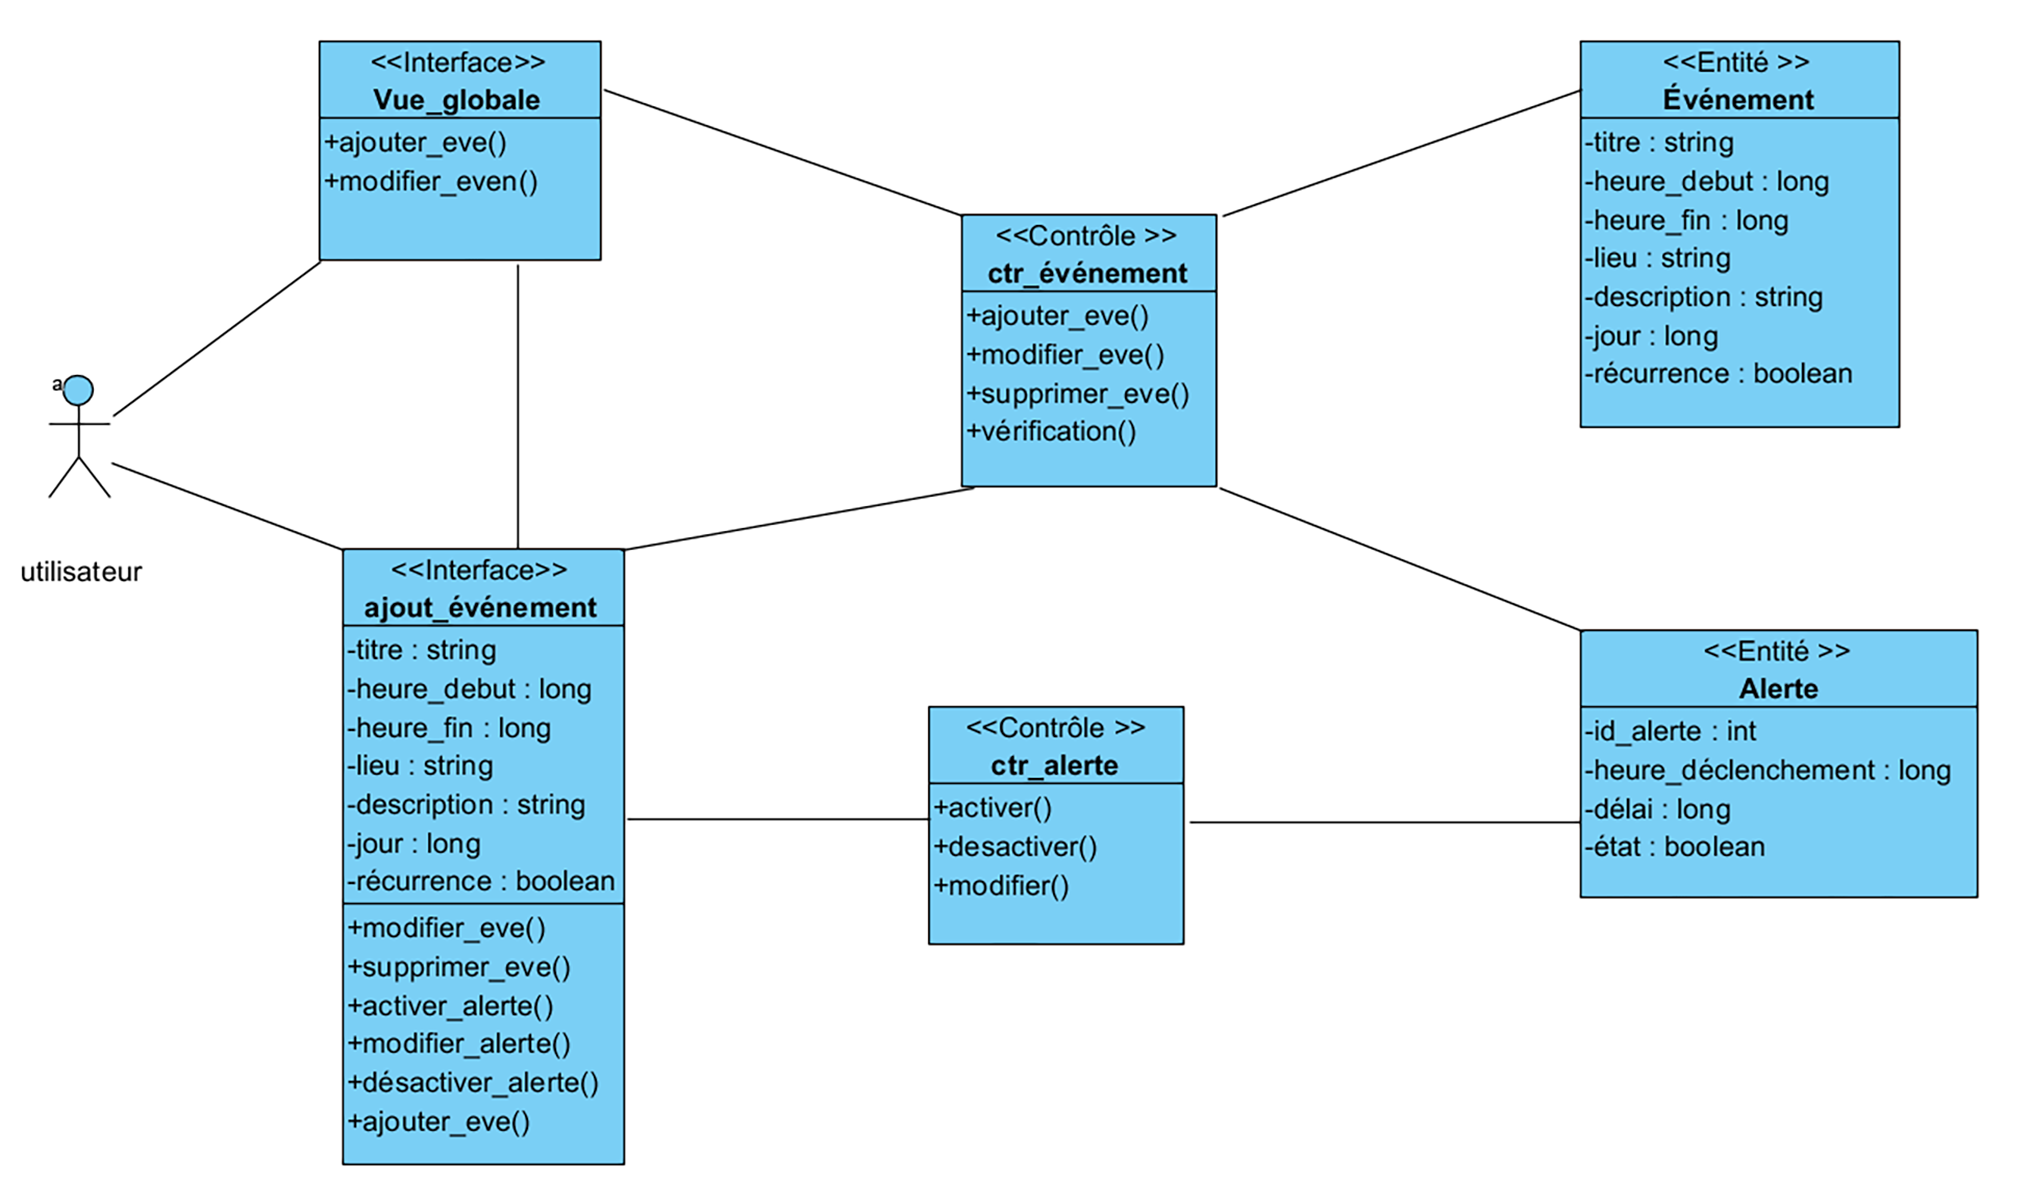 <<Interface>>
Vue_globale
+ajouter_eve()
+modifier_even()
<<Entité >>
Événement
-titre : string
-heure_debut : long
-heure_fin : long
-lieu : string
-description : string
-jour : long
-récurrence : boolean
<<Contrôle >>
ctr_événement
+ajouter_eve()
+modifier_eve()
+supprimer_eve()
+vérification()
a
utilisateur
<<Interface>>
ajout_événement
-titre : string
-heure_debut : long
-heure_fin : long
-lieu : string
-description : string
-jour : long
-récurrence : boolean
+modifier_eve()
+supprimer_eve()
+activer_alerte()
+modifier_alerte()
+désactiver_alerte()
+ajouter_eve()
<<Contrôle >>
ctr_alerte
+activer()
+desactiver()
+modifier()
<<Entité >>
Alerte
-id_alerte : int
-heure_déclenchement : long
-délai : long
-état : boolean